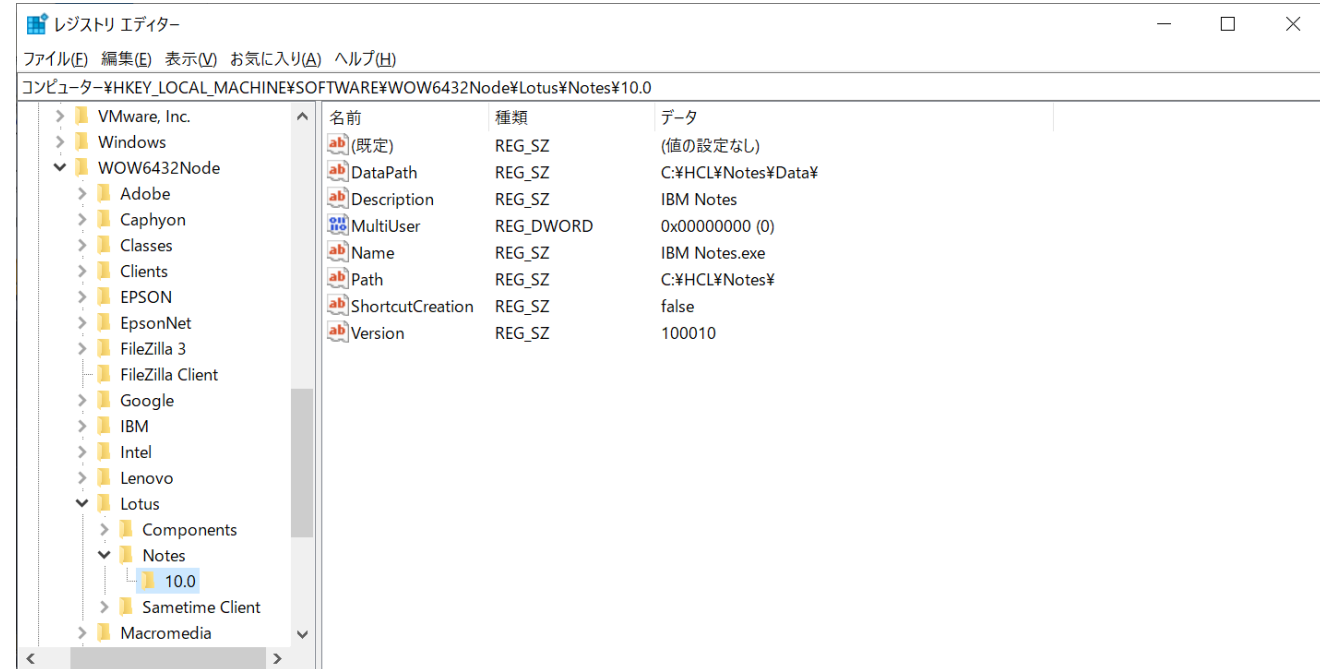 レジストリ エディター
ファイル(F) 編集(E) 表示(V) お気に入り(A) ヘルプ(H)
コンピューター¥HKEY_LOCAL_MACHINE¥SOFTWARE¥WOW6432Node¥Lotus¥Notes¥10.0
VMware, Inc.
Windows
WOW6432Node
Adobe
Caphyon
Classes
Clients
EPSON
EpsonNet
FileZilla 3
FileZilla Client
Google
IBM
Intel
Lenovo
Lotus
Components
Notes
10.0
Sametime Client
Macromedia
名前 種類 データ
(既定) REG_SZ (値の設定なし)
DataPath REG_SZ C:¥HCL¥Notes¥Data¥
Description REG_SZ IBM Notes
MultiUser REG_DWORD 0x00000000 (0)
Name REG_SZ IBM Notes.exe
Path REG_SZ C:¥HCL¥Notes¥
ShortcutCreation REG_SZ false
Version REG_SZ 100010